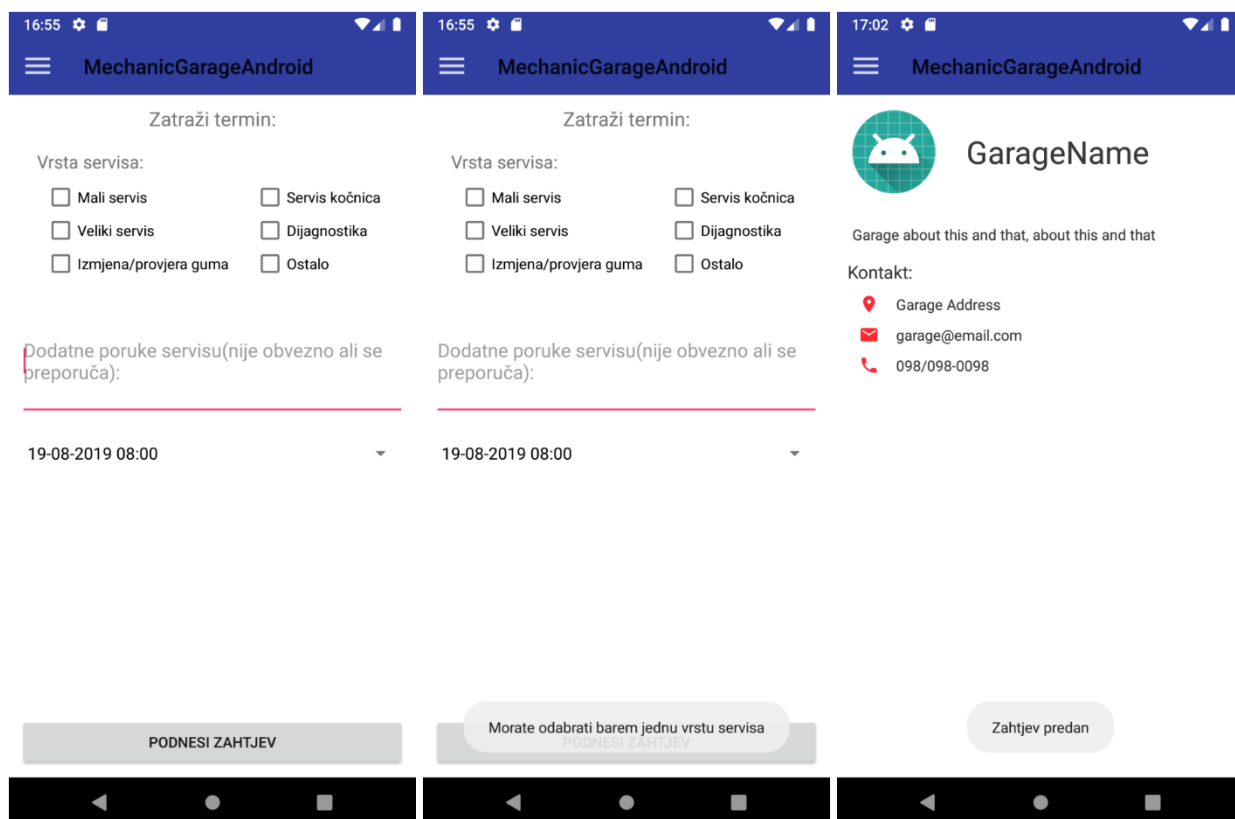 16:55
MechanicGarageAndroid
Zatraži termin:
Vrsta servisa:
Mali servis
Servis kočnica
Veliki servis
Dijagnostika
Izmjena/provjera guma
Ostalo
Dodatne poruke servisu(nije obvezno ali se
preporuča):
19-08-2019 08:00
PODNESI ZAHTJEV
16:55
MechanicGarageAndroid
Zatraži termin:
Vrsta servisa:
Mali servis
Servis kočnica
Veliki servis
Dijagnostika
Izmjena/provjera guma
Ostalo
Dodatne poruke servisu(nije obvezno ali se
preporuča):
19-08-2019 08:00
Morate odabrati barem jednu vrstu servisa
PODNESI ZAHTJEV
17:02
MechanicGarageAndroid
GarageName
Garage about this and that, about this and that
Kontakt:
Garage Address
garage@email.com
098/098-0098
Zahtjev predan